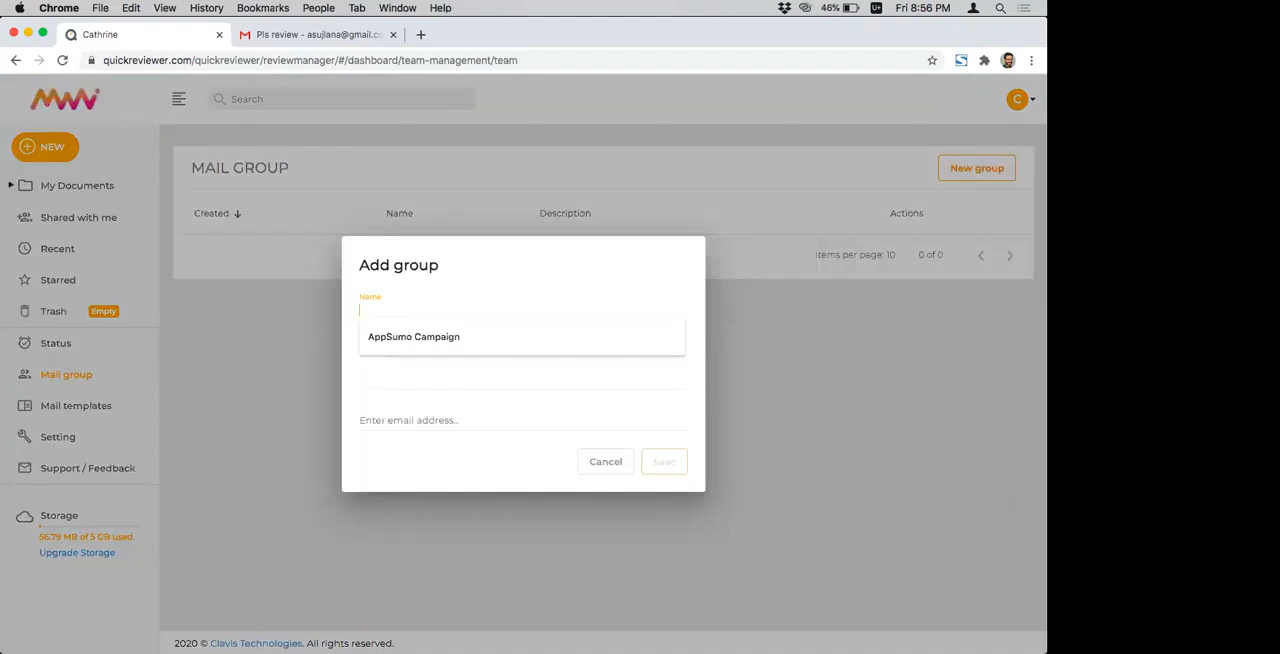 Chrome File Edit View History Bookmarks People Tab Window Help 46% U+ Fri 8:56 PM
Cathrine
Pls review - asujlana@gmail.co
quickreviewer.com/quickreviewer/reviewmanager/#/dashboard/team-management/team
Search
C
NEW
My Documents
Shared with me
Recent
Starred
Trash Empty
Status
Mail group
Mail templates
Setting
Support / Feedback
Storage
56.79 MB of 5 GB used.
Upgrade Storage
MAIL GROUP
New group
Created Name Description Actions
Items per page: 10 0 of 0
Add group
Name
AppSumo Campaign
Enter email address...
Cancel Save
2020 © Clavis Technologies. All rights reserved.